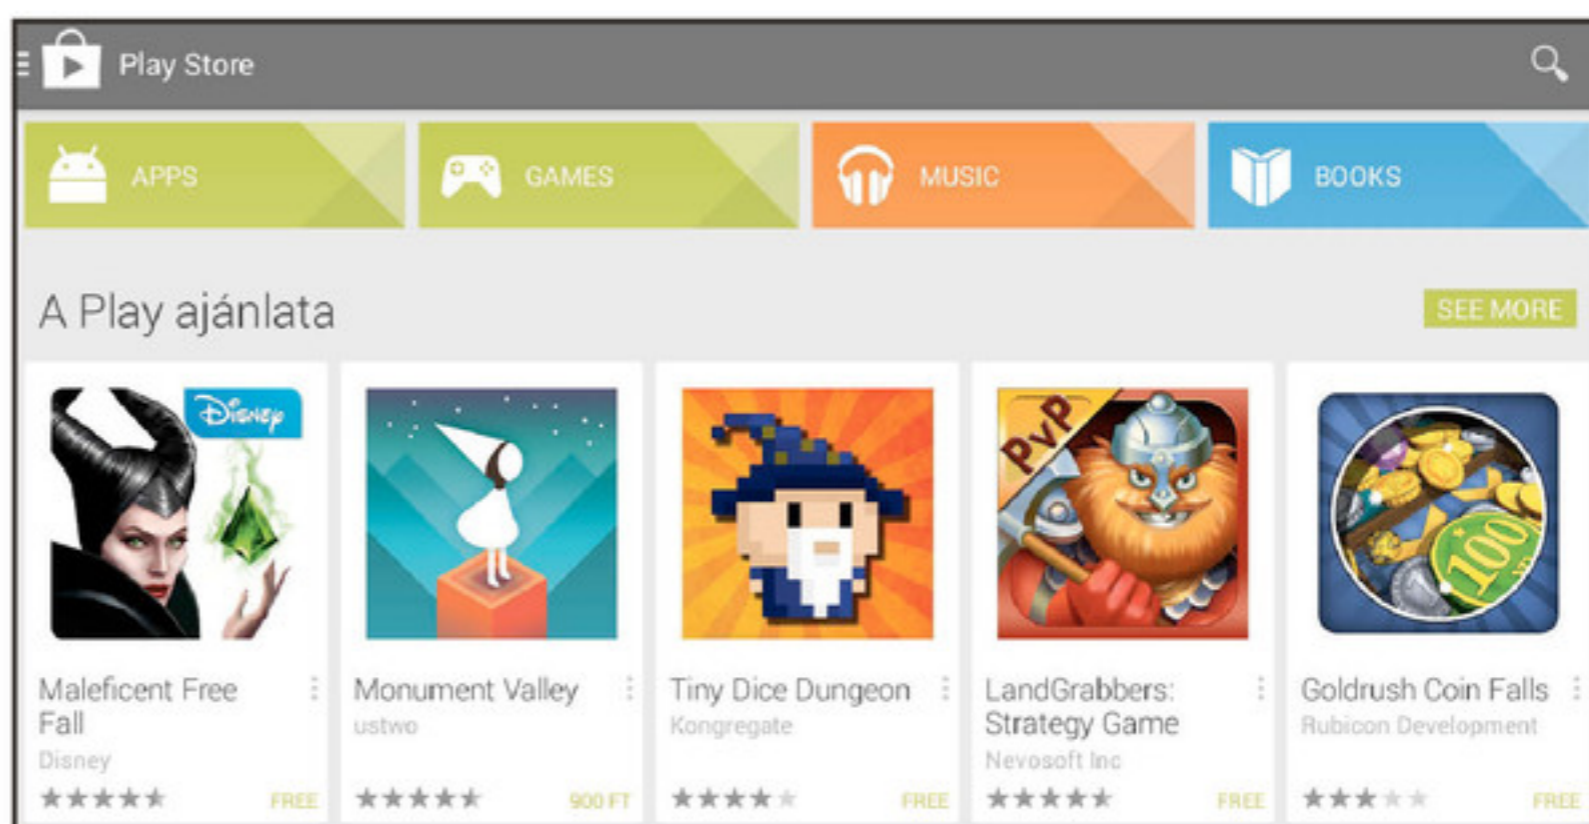 Play Store
APPS
GAMES
MUSIC
BOOKS
A Play ajánlata
SEE MORE
Disney
PvP
100
Maleficent Free
Fall
Disney
FREE
Monument Valley
ustwo
900 FT
Tiny Dice Dungeon
Kongregate
FREE
LandGrabbers:
Strategy Game
Nevosoft Inc
FREE
Goldrush Coin Falls
Rubicon Development
FREE